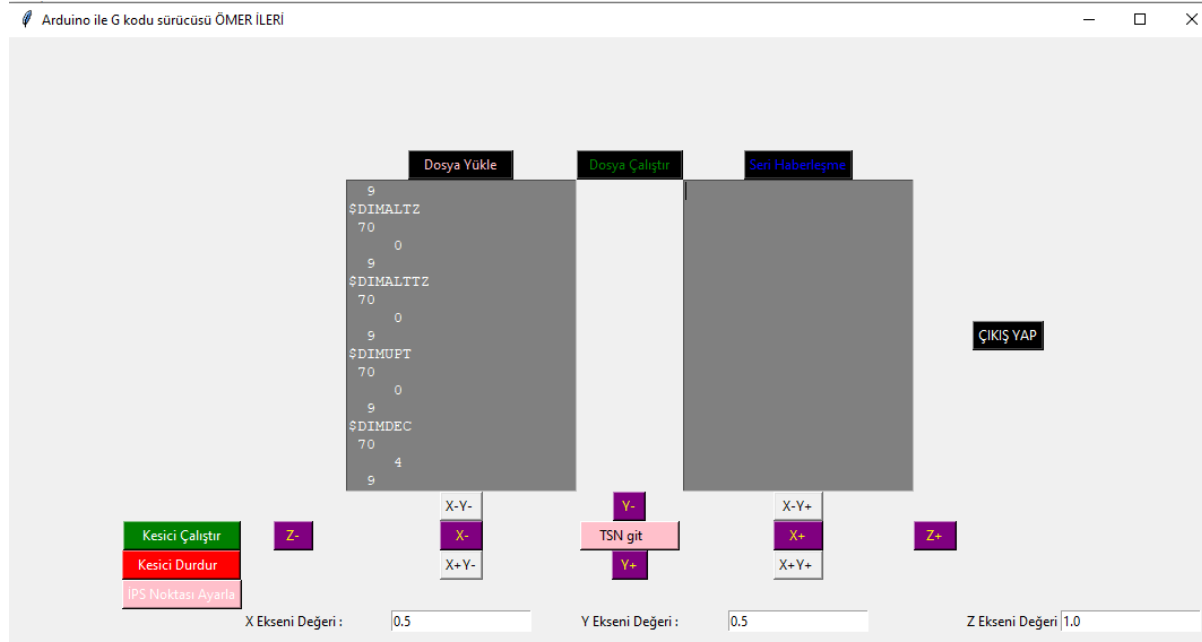 Arduino ile G kodu sürücüsü ÖMER İLERİ
Dosya Yükle
Dosya Çalıştır
Seri Haberleşme
9
$DIMALTZ
70
0
9
$DIMALTTZ
70
0
9
$DIMUPT
70
0
9
$DIMDEC
70
4
9
ÇIKIŞ YAP
X-Y-
Y-
X-Y+
Kesici Çalıştır
Z-
X-
TSN git
X+
Z+
Kesici Durdur
X+Y-
Y+
X+Y+
İPS Noktası Ayarla
X Ekseni Değeri : 0.5
Y Ekseni Değeri : 0.5
Z Ekseni Değeri 1.0